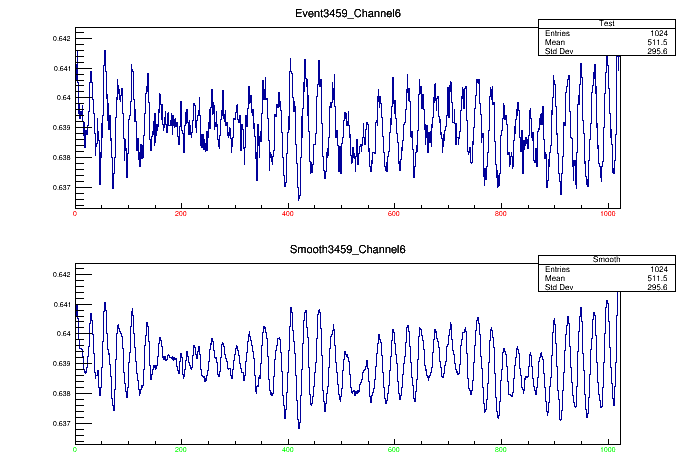 Event3459_Channel6
Test
Entries 1024
Mean 511.5
Std Dev 295.6
0.642
0.641
0.64
0.639
0.638
0.637
0 200 400 600 800 1000
Smooth3459_Channel6
Smooth
Entries 1024
Mean 511.5
Std Dev 295.6
0.642
0.641
0.64
0.639
0.638
0.637
0 200 400 600 800 1000